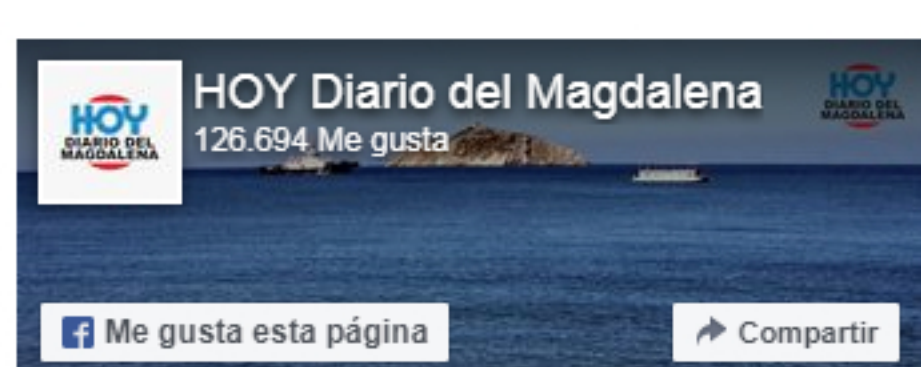 HOY Diario del Magdalena
126.694 Me gusta
HOY
DIARIO DEL
MAGDALENA
HOY
DIARIO DEL
MAGDALENA
Me gusta esta página
Compartir